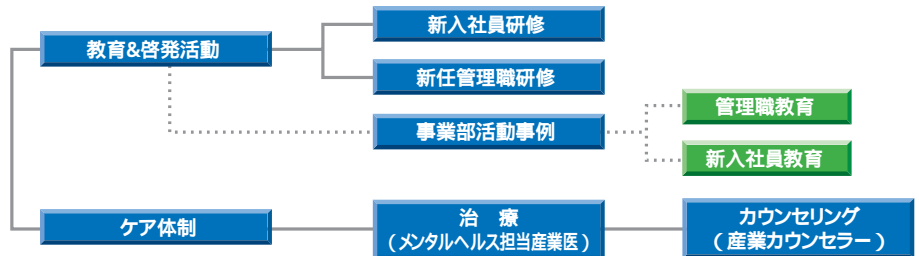 新入社員研修
教育&啓発活動
新任管理職研修
管理職教育
事業部活動事例
新入社員教育
ケア体制
治　療
（メンタルヘルス担当産業医）
カウンセリング
（産業カウンセラー）